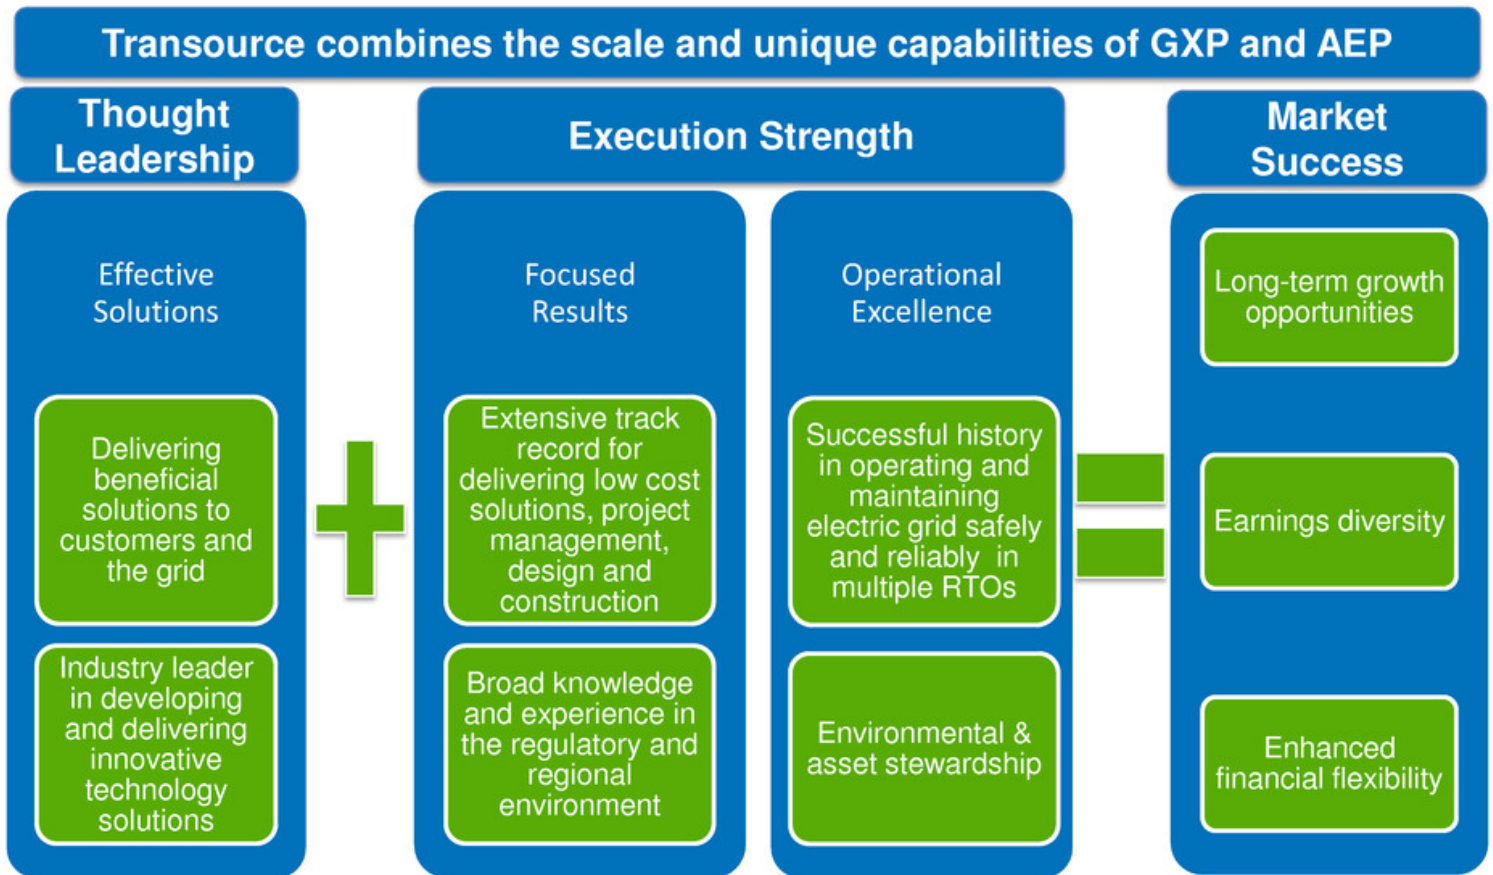 Transource combines the scale and unique capabilities of GXP and AEP
Thought
Leadership
Effective
Solutions
Delivering
beneficial
solutions to
customers and
the grid
Industry leader
in developing
and delivering
innovative
technology
solutions
Execution Strength
Focused
Results
Extensive track
record for
delivering low cost
solutions, project
management,
design and
construction
Broad knowledge
and experience in
the regulatory and
regional
environment
Operational
Excellence
Successful history
in operating and
maintaining
electric grid safely
and reliably in
multiple RTOs
Environmental &
asset stewardship
Market
Success
Long-term growth
opportunities
Earnings diversity
Enhanced
financial flexibility